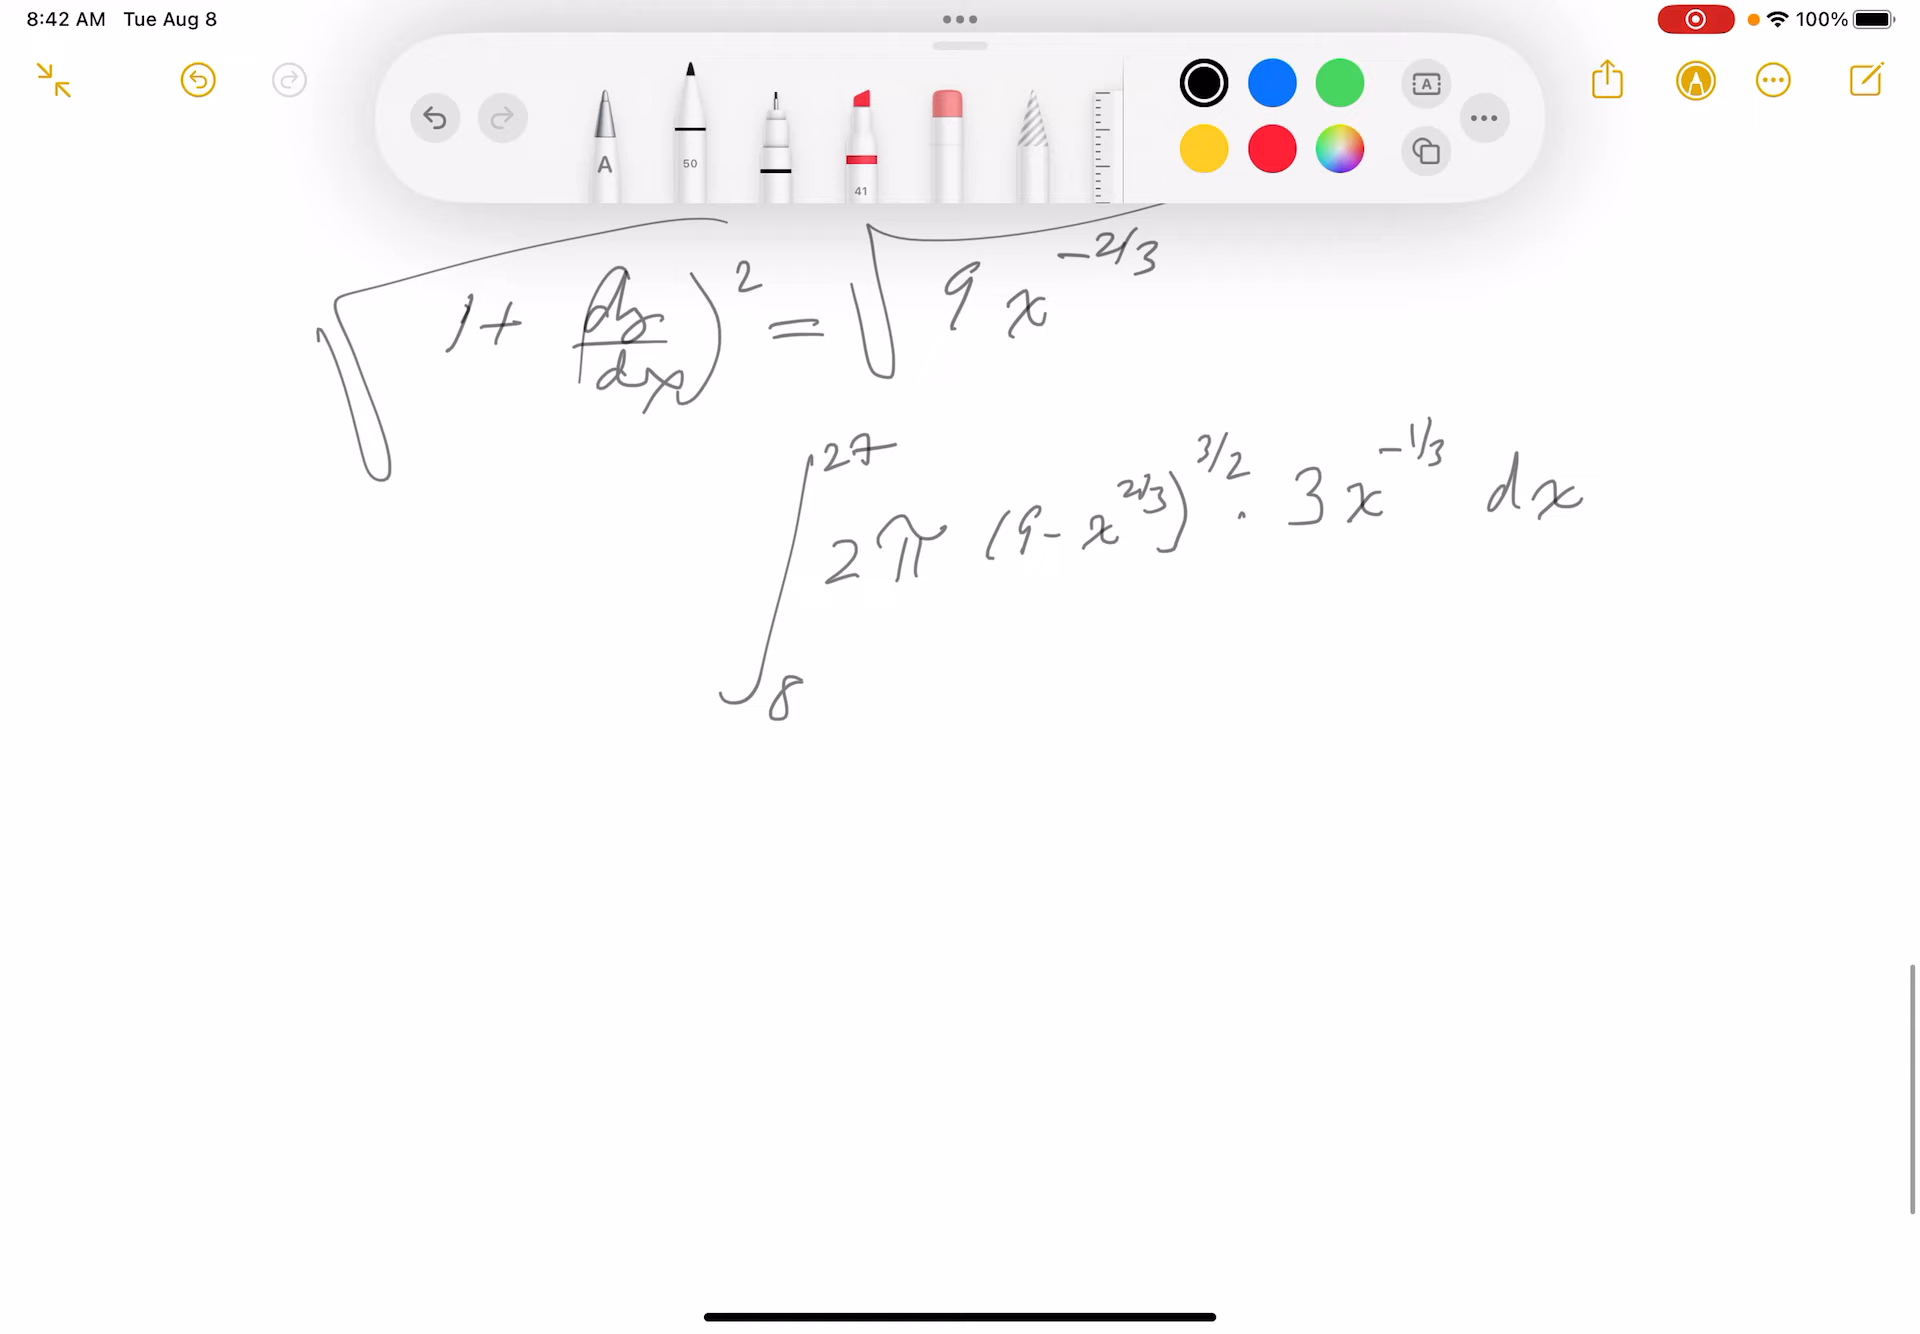 8:42 AM Tue Aug 8 100%
A 50 41 A
√(1 + (dy/dx)² = √(9x^(-2/3))
∫₈²⁷ 2π (9 - x^(2/3))^(3/2) · 3x^(-1/3) dx